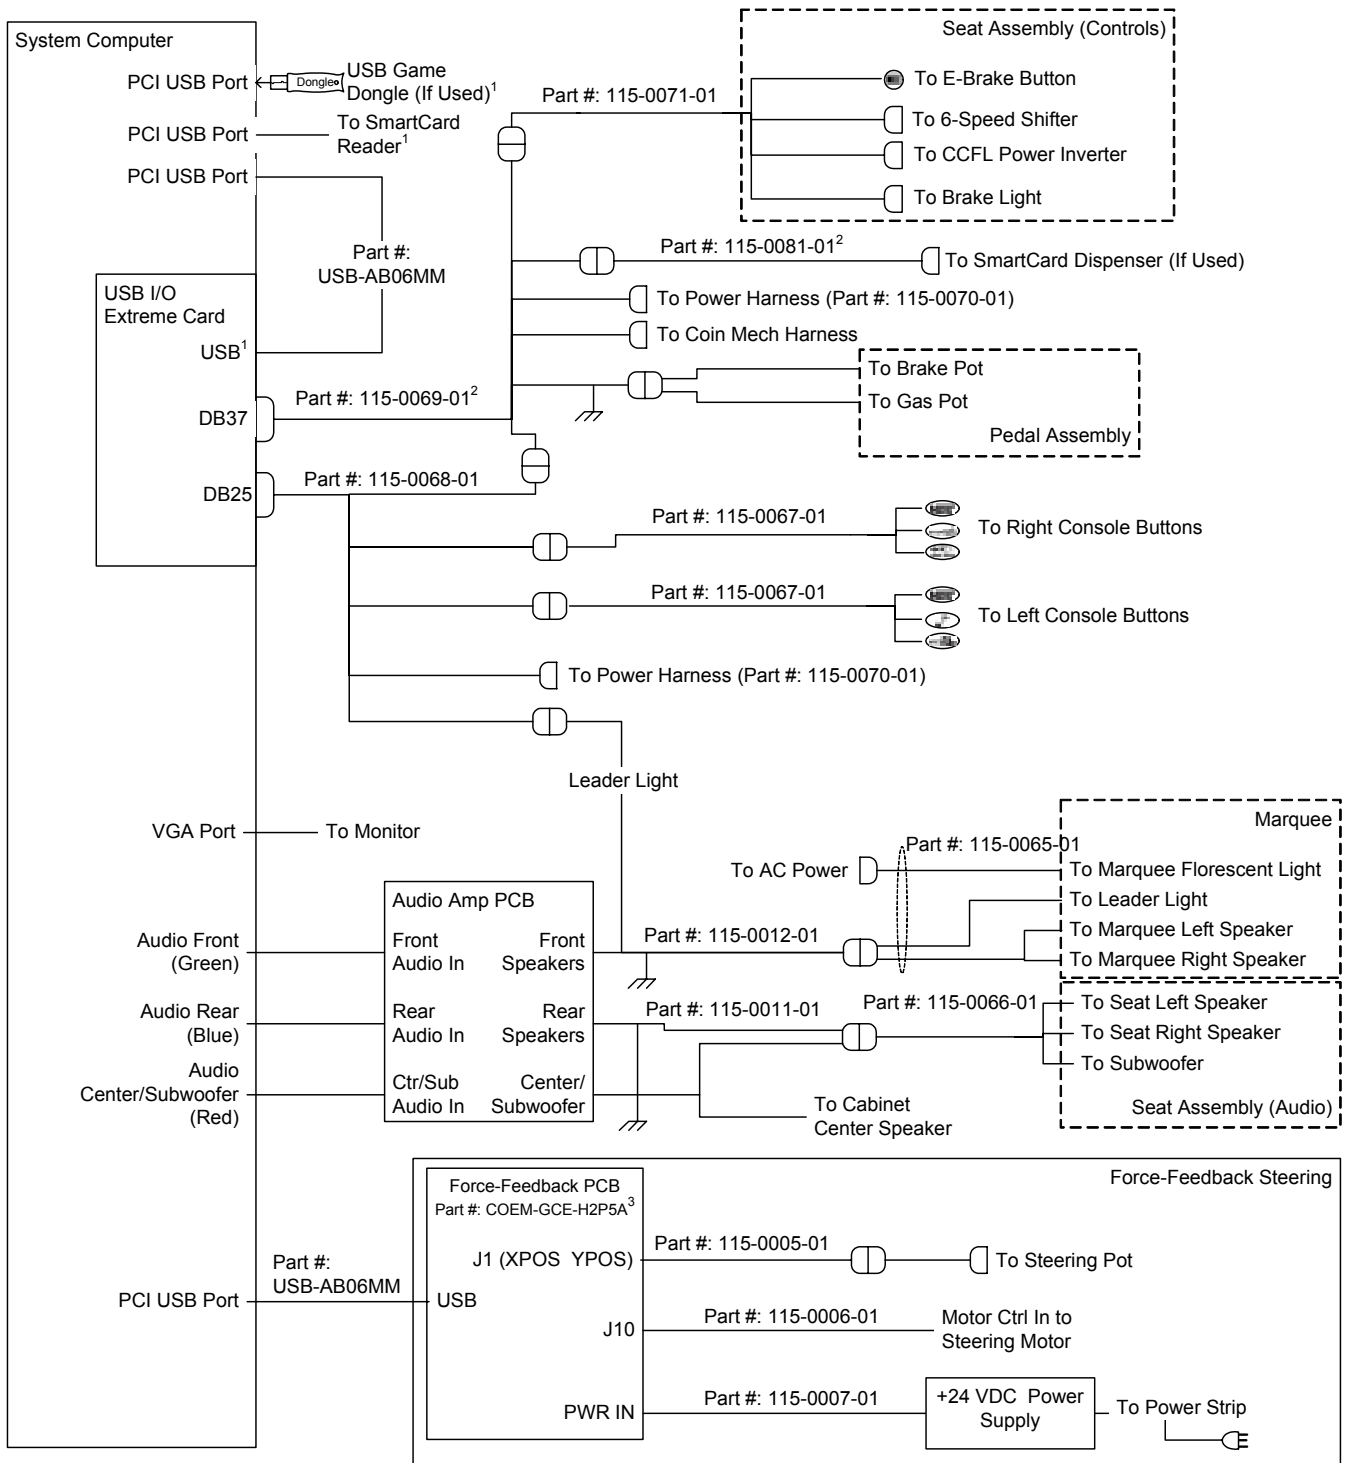 System Computer
PCI USB Port
Dongle
USB Game
Dongle (If Used)1
PCI USB Port
To SmartCard
Reader1
PCI USB Port
Part #:
USB-AB06MM
USB I/O
Extreme Card
USB1
DB37
DB25
Part #: 115-0069-012
Part #: 115-0068-01
Part #: 115-0071-01
Seat Assembly (Controls)
To E-Brake Button
To 6-Speed Shifter
To CCFL Power Inverter
To Brake Light
Part #: 115-0081-012
To SmartCard Dispenser (If Used)
To Power Harness (Part #: 115-0070-01)
To Coin Mech Harness
To Brake Pot
To Gas Pot
Pedal Assembly
Part #: 115-0067-01
To Right Console Buttons
Part #: 115-0067-01
To Left Console Buttons
To Power Harness (Part #: 115-0070-01)
Leader Light
VGA Port
To Monitor
Marquee
Part #: 115-0065-01
To AC Power
To Marquee Florescent Light
To Leader Light
To Marquee Left Speaker
To Marquee Right Speaker
Audio Amp PCB
Audio Front
(Green)
Front
Audio In
Front
Speakers
Part #: 115-0012-01
Audio Rear
(Blue)
Rear
Audio In
Rear
Speakers
Part #: 115-0011-01
Part #: 115-0066-01
To Seat Left Speaker
To Seat Right Speaker
To Subwoofer
Seat Assembly (Audio)
Audio
Center/Subwoofer
(Red)
Ctr/Sub
Audio In
Center/
Subwoofer
To Cabinet
Center Speaker
Force-Feedback Steering
Force-Feedback PCB
Part #: COEM-GCE-H2P5A3
J1 (XPOS YPOS)
Part #: 115-0005-01
To Steering Pot
PCI USB Port
Part #:
USB-AB06MM
USB
J10
Part #: 115-0006-01
Motor Ctrl In to
Steering Motor
PWR IN
Part #: 115-0007-01
+24 VDC Power
Supply
To Power Strip